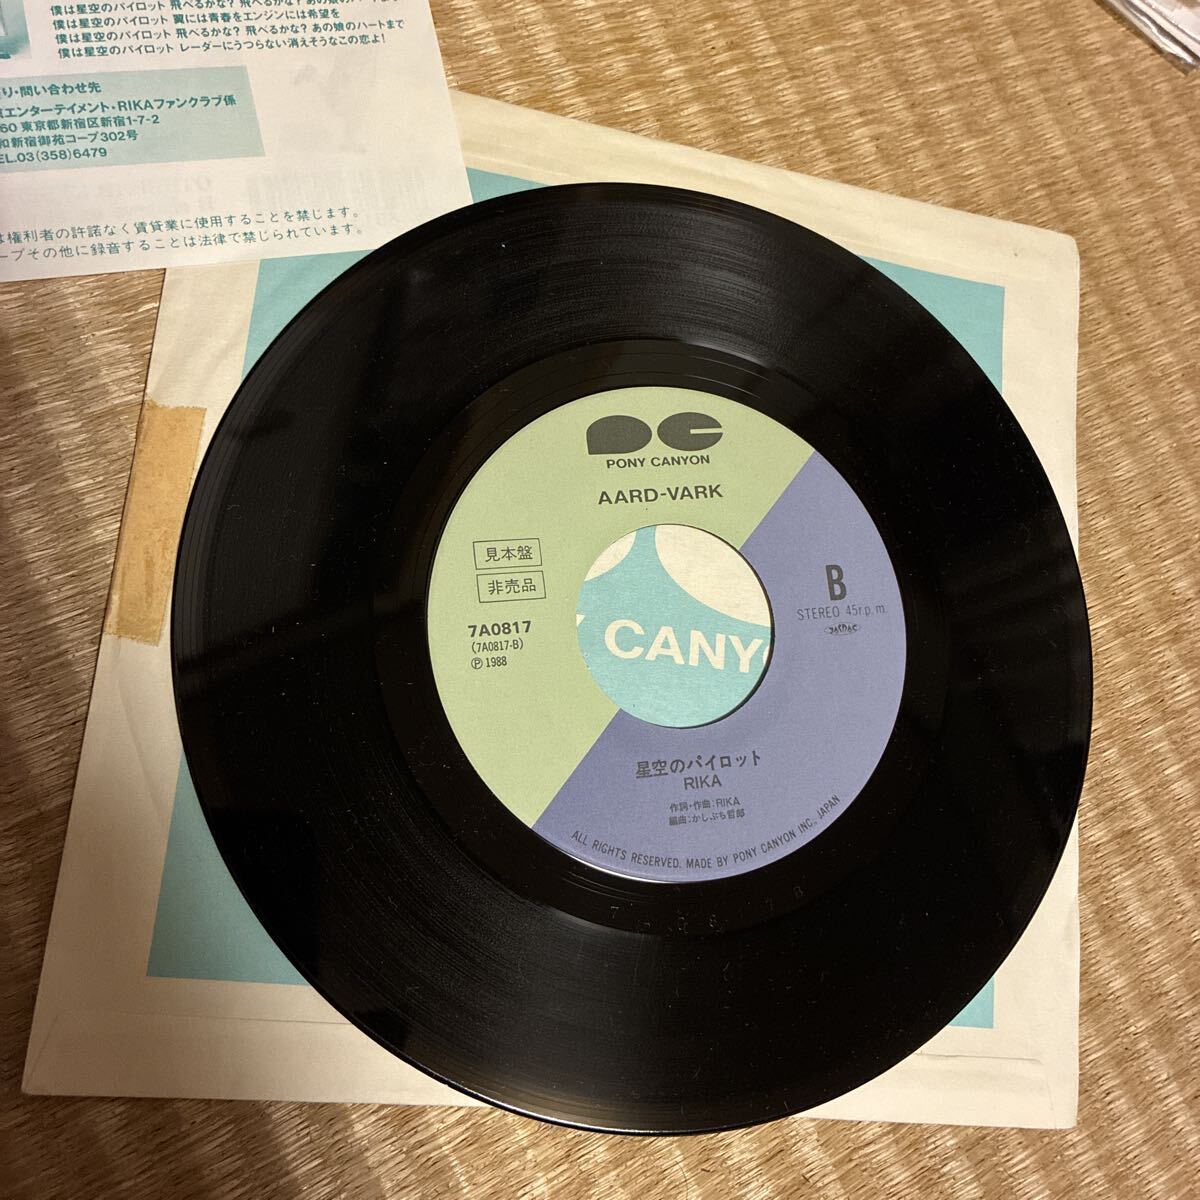 僕は星空のパイロット 飛べるかな? 飛べるかな? あの娘のハートまで
僕は星空のパイロット 翼には青春をエンジンには希望を
僕は星空のパイロット 飛べるかな? 飛べるかな? あの娘のハートまで
僕は星空のパイロット レーダーにうつらない消えそうなこの恋よ!
り・問い合わせ先
エンターテイメント・RIKAファンクラブ係
60 東京都新宿区新宿1-7-2
和新宿御苑コープ302号
EL.03(358)6479
は権利者の許諾なく賃貸業に使用することを禁じます。
ープその他に録音することは法律で禁じられています。
PONY CANYON
AARD-VARK
見本盤
非売品
7A0817
(7A0817-B)
Ⓟ 1988
B
STEREO 45r.p.m.
JASRAC
CANY
星空のパイロット
RIKA
作詞・作曲:RIKA
編曲:かしぶち哲郎
ALL RIGHTS RESERVED. MADE BY PONY CANYON INC., JAPAN